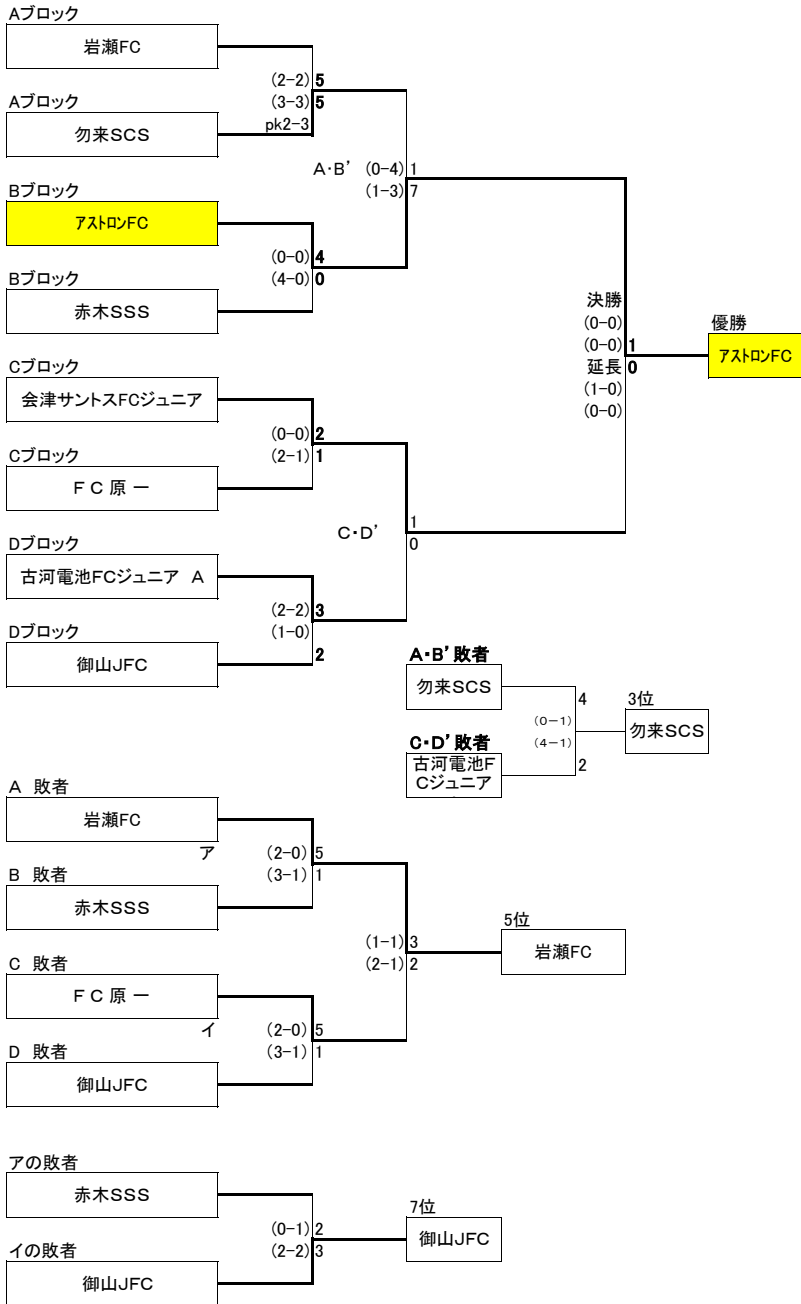 Aブロック
岩瀬FC
(2-2) 5
Aブロック
(3-3) 5
勿来SCS
pk2-3
A・B’ (0-4) 1
Bブロック
(1-3) 7
アストロンFC
(0-0) 4
Bブロック
(4-0) 0
赤木SSS
決勝
(0-0)
優勝
(0-0) 1
アストロンFC
Cブロック
延長 0
会津サントスFCジュニア
(1-0)
(0-0)
(0-0) 2
Cブロック
(2-1) 1
FC原一
Dブロック
C・D’
1
0
古河電池FCジュニア A
(2-2) 3
Dブロック
(1-0)
御山JFC
2
A・B’敗者
勿来SCS
4
3位
(0-1)
勿来SCS
C・D’敗者
(4-1)
古河電池F
Cジュニア
2
A 敗者
岩瀬FC
ア
(2-0) 5
B 敗者
(3-1) 1
赤木SSS
5位
(1-1) 3
岩瀬FC
C 敗者
(2-1) 2
FC原一
イ
(2-0) 5
D 敗者
(3-1) 1
御山JFC
アの敗者
赤木SSS
7位
(0-1) 2
御山JFC
イの敗者
(2-2) 3
御山JFC